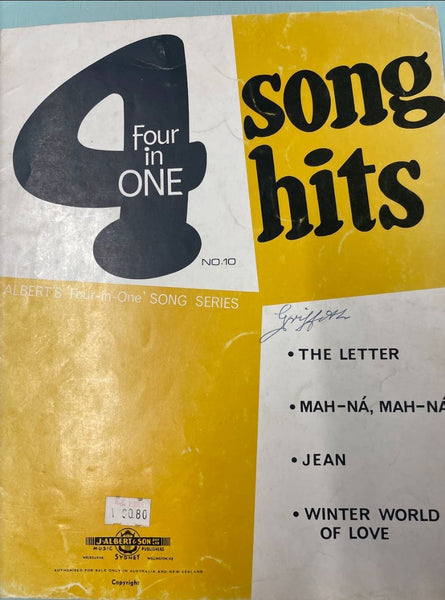 4
Four
in
ONE
song
hits
NO.10
ALBERT'S 'Four-in-One' SONG SERIES
Griffith
• THE LETTER
• MAH-NÁ, MAH-NÁ
• JEAN
• WINTER WORLD
OF LOVE
$0.80
J. ALBERT & SON
MUSIC PUBLISHERS
MELBOURNE SYDNEY WELLINGTON N.Z.
AUTHORISED FOR SALE ONLY IN AUSTRALIA AND NEW ZEALAND
Copyright